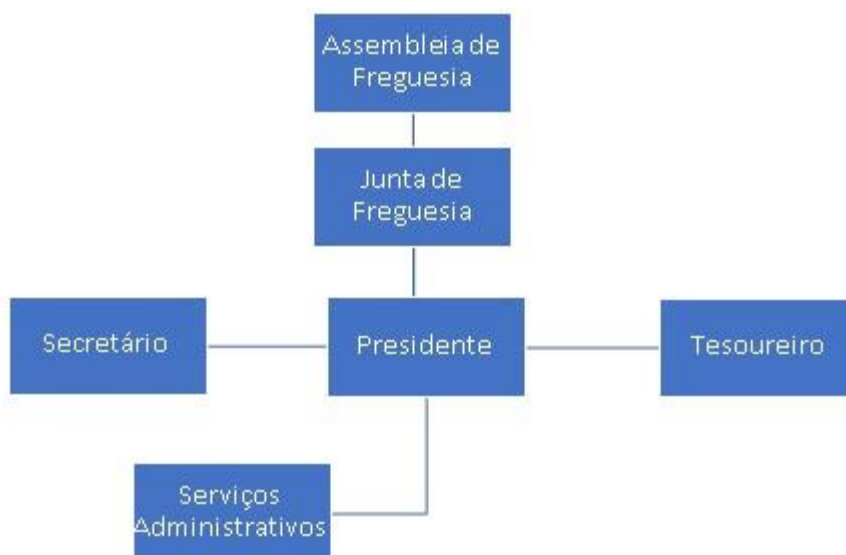 Assembleia de
Freguesia
Junta de
Freguesia
Secretário
Presidente
Tesoureiro
Serviços
Administrativos